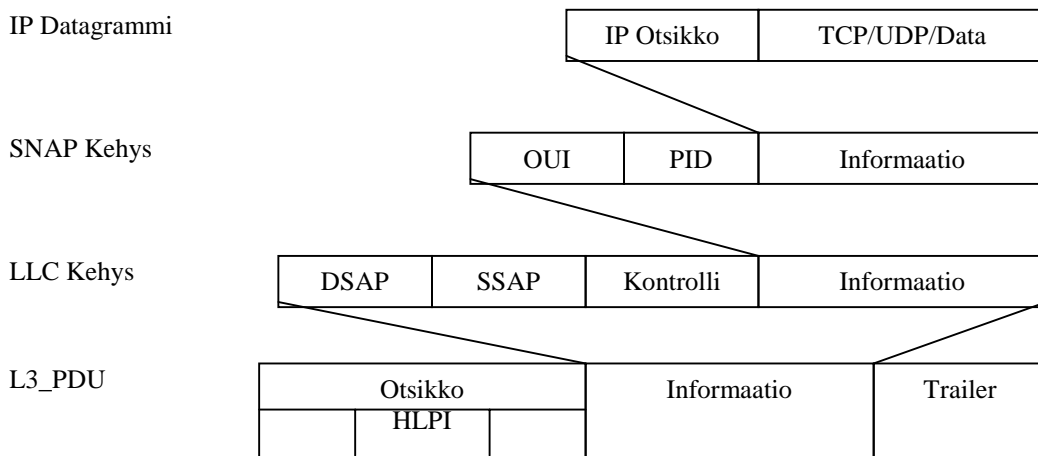 IP Datagrammi IP Otsikko TCP/UDP/Data
SNAP Kehys OUI PID Informaatio
LLC Kehys DSAP SSAP Kontrolli Informaatio
L3_PDU Otsikko Informaatio Trailer
HLPI